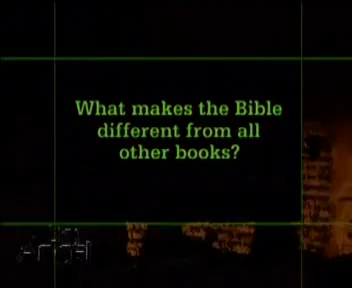 What makes the Bible
different from all
other books?